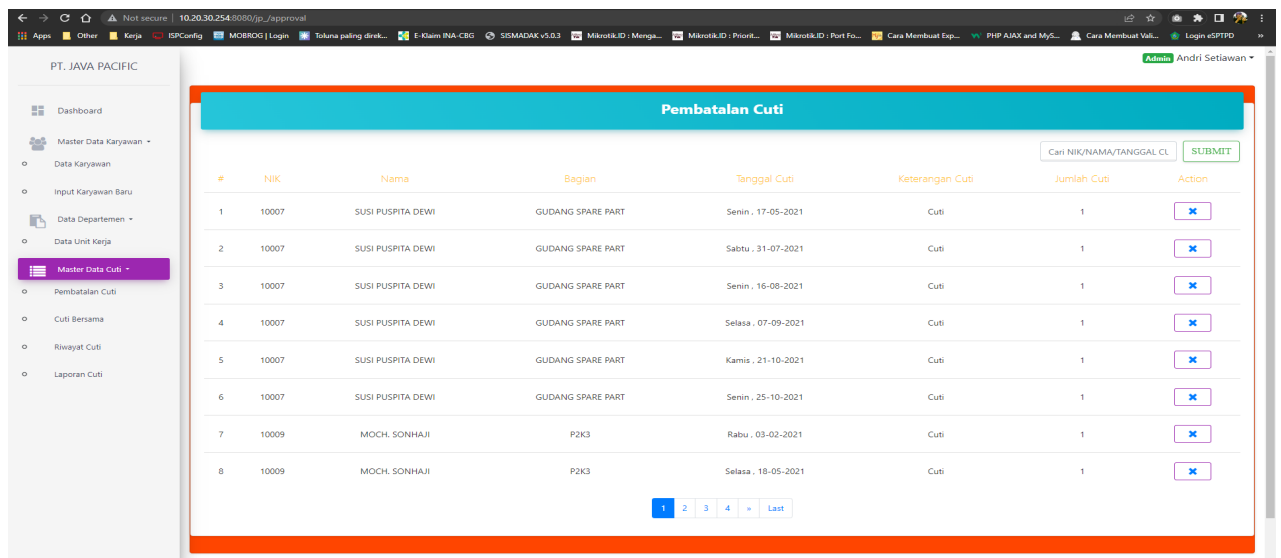 Not secure | 10.20.30.254:8080/jp_/approval
Apps Other Kerja ISPConfig MOBROG | Login Toluna paling direk... E-Klaim INA-CBG SISMADAK v5.0.3 Mikrotik.ID : Menga... Mikrotik.ID : Priorit... Mikrotik.ID : Port Fo... Cara Membuat Exp... PHP AJAX and MyS... Cara Membuat Vali... Login eSPTPD »
PT. JAVA PACIFIC
Admin Andri Setiawan
Dashboard
Master Data Karyawan
Data Karyawan
Input Karyawan Baru
Data Departemen
Data Unit Kerja
Master Data Cuti
Pembatalan Cuti
Cuti Bersama
Riwayat Cuti
Laporan Cuti
Pembatalan Cuti
Cari NIK/NAMA/TANGGAL CU SUBMIT
# NIK Nama Bagian Tanggal Cuti Keterangan Cuti Jumlah Cuti Action
1 10007 SUSI PUSPITA DEWI GUDANG SPARE PART Senin , 17-05-2021 Cuti 1
2 10007 SUSI PUSPITA DEWI GUDANG SPARE PART Sabtu , 31-07-2021 Cuti 1
3 10007 SUSI PUSPITA DEWI GUDANG SPARE PART Senin , 16-08-2021 Cuti 1
4 10007 SUSI PUSPITA DEWI GUDANG SPARE PART Selasa , 07-09-2021 Cuti 1
5 10007 SUSI PUSPITA DEWI GUDANG SPARE PART Kamis , 21-10-2021 Cuti 1
6 10007 SUSI PUSPITA DEWI GUDANG SPARE PART Senin , 25-10-2021 Cuti 1
7 10009 MOCH. SONHAJI P2K3 Rabu , 03-02-2021 Cuti 1
8 10009 MOCH. SONHAJI P2K3 Selasa , 18-05-2021 Cuti 1
1 2 3 4 » Last